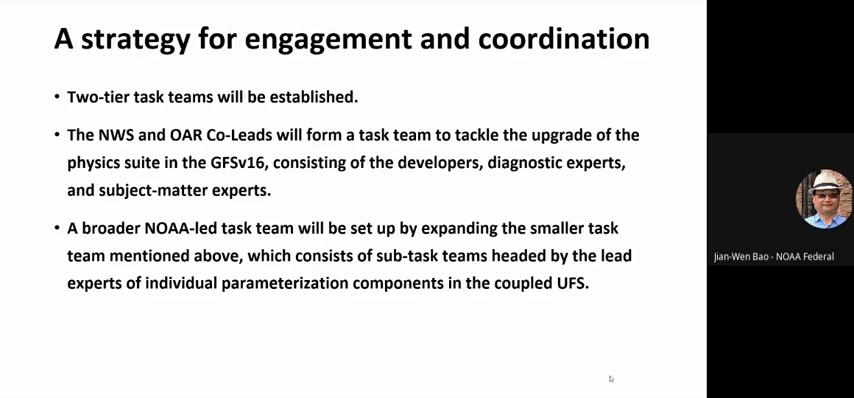 A strategy for engagement and coordination
• Two-tier task teams will be established.
• The NWS and OAR Co-Leads will form a task team to tackle the upgrade of the
physics suite in the GFSv16, consisting of the developers, diagnostic experts,
and subject-matter experts.
• A broader NOAA-led task team will be set up by expanding the smaller task
team mentioned above, which consists of sub-task teams headed by the lead
experts of individual parameterization components in the coupled UFS.
Jian-Wen Bao - NOAA Federal